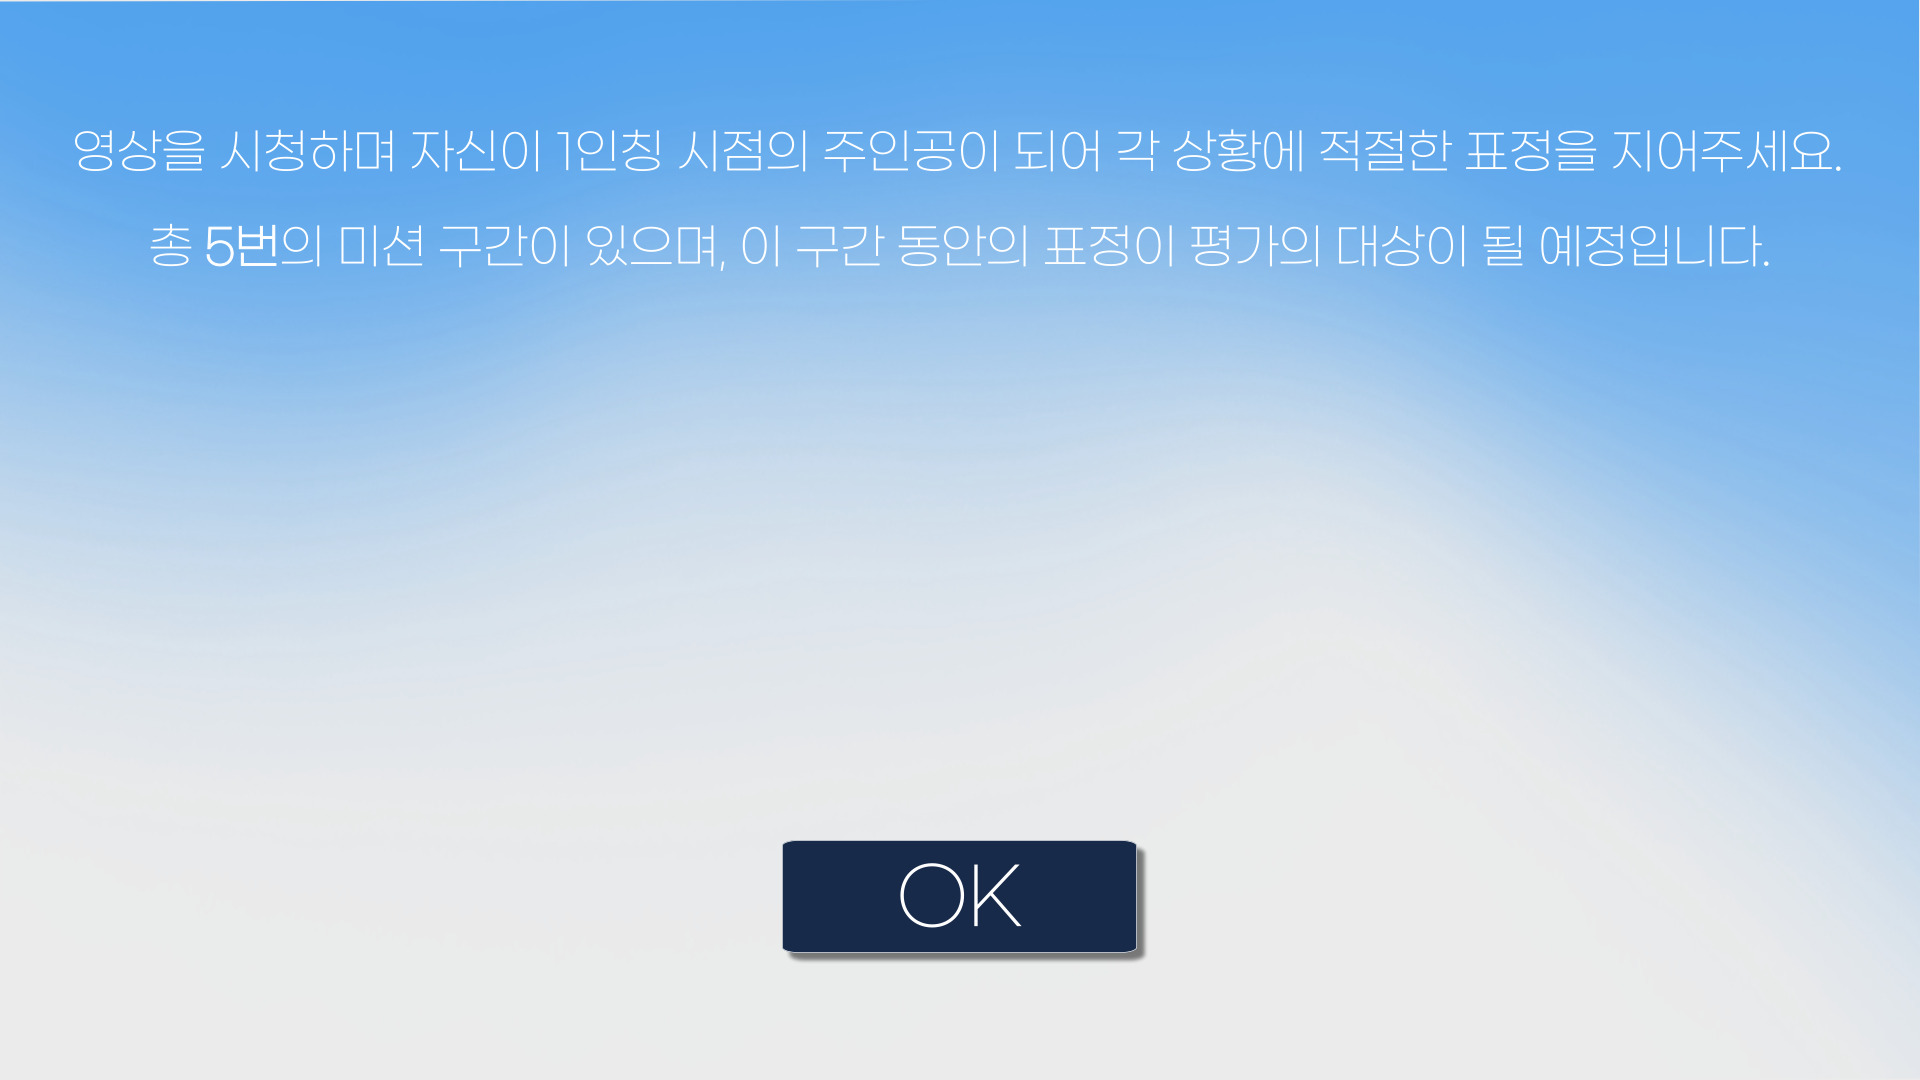 영상을 시청하며 자신이 1인칭 시점의 주인공이 되어 각 상황에 적절한 표정을 지어주세요.
총 5번의 미션 구간이 있으며, 이 구간 동안의 표정이 평가의 대상이 될 예정입니다.
OK